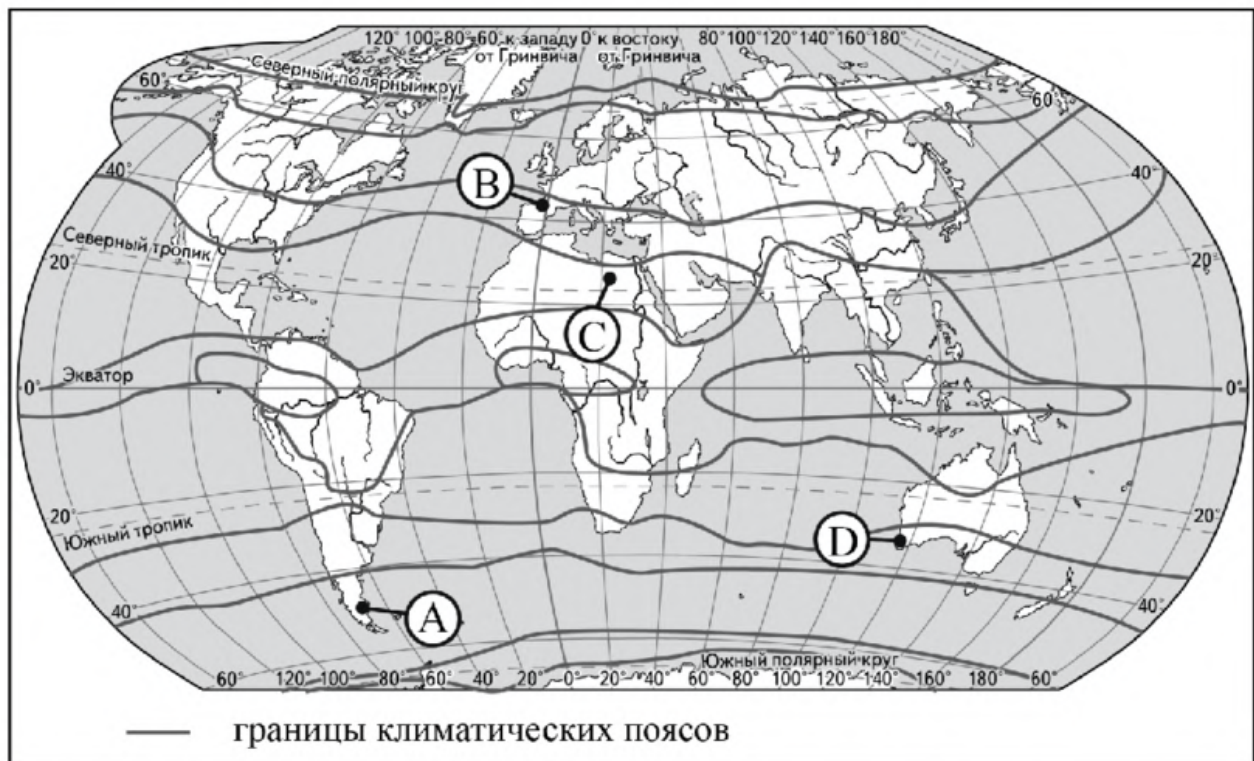 120° 100° 80° 60° к западу 0° к востоку 80° 100° 120° 140° 160° 180°
от Гринвича от Гринвича
Северный полярный круг
60° 60°
B
40° 40°
Северный тропик
20° 20°
C
Экватор
0° 0°
20° 20°
Южный тропик
D
40° 40°
A
Южный полярный круг
60° 120° 100° 80° 60° 40° 20° 0° 20° 40° 60° 80° 100° 120° 140° 160° 180° 60°
границы климатических поясов